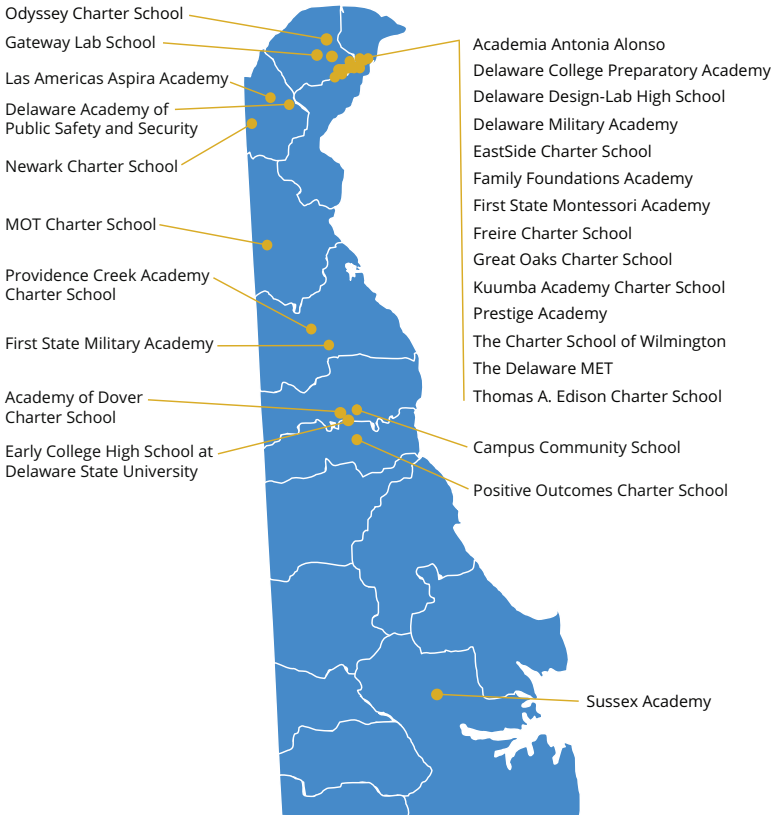 Odyssey Charter School
Gateway Lab School
Las Americas Aspira Academy
Delaware Academy of
Public Safety and Security
Newark Charter School
MOT Charter School
Providence Creek Academy
Charter School
First State Military Academy
Academy of Dover
Charter School
Early College High School at
Delaware State University
Academia Antonia Alonso
Delaware College Preparatory Academy
Delaware Design-Lab High School
Delaware Military Academy
EastSide Charter School
Family Foundations Academy
First State Montessori Academy
Freire Charter School
Great Oaks Charter School
Kuumba Academy Charter School
Prestige Academy
The Charter School of Wilmington
The Delaware MET
Thomas A. Edison Charter School
Campus Community School
Positive Outcomes Charter School
Sussex Academy